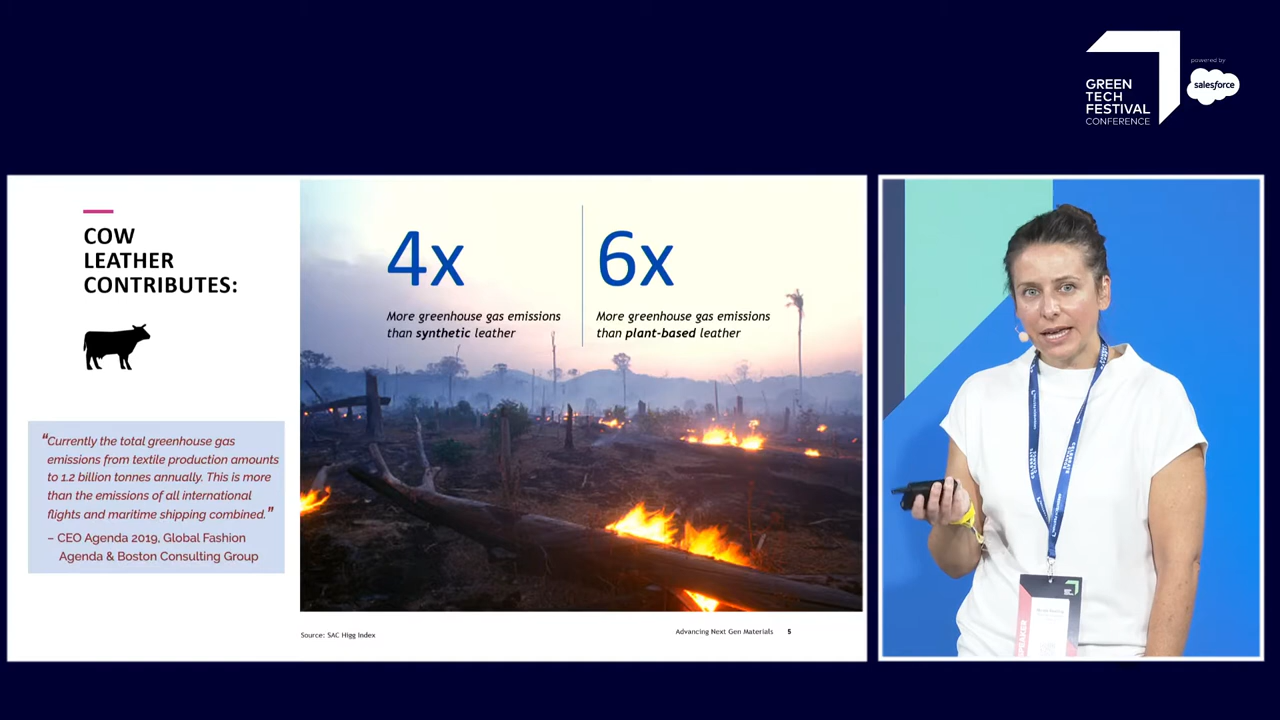 GREEN
TECH
FESTIVAL
CONFERENCE
powered by
salesforce
COW
LEATHER
CONTRIBUTES:
4x
More greenhouse gas emissions
than synthetic leather
6x
More greenhouse gas emissions
than plant-based leather
“Currently the total greenhouse gas
emissions from textile production amounts
to 1.2 billion tonnes annually. This is more
than the emissions of all international
flights and maritime shipping combined.”
– CEO Agenda 2019, Global Fashion
Agenda & Boston Consulting Group
Source: SAC Higg Index
Advancing Next Gen Materials 5